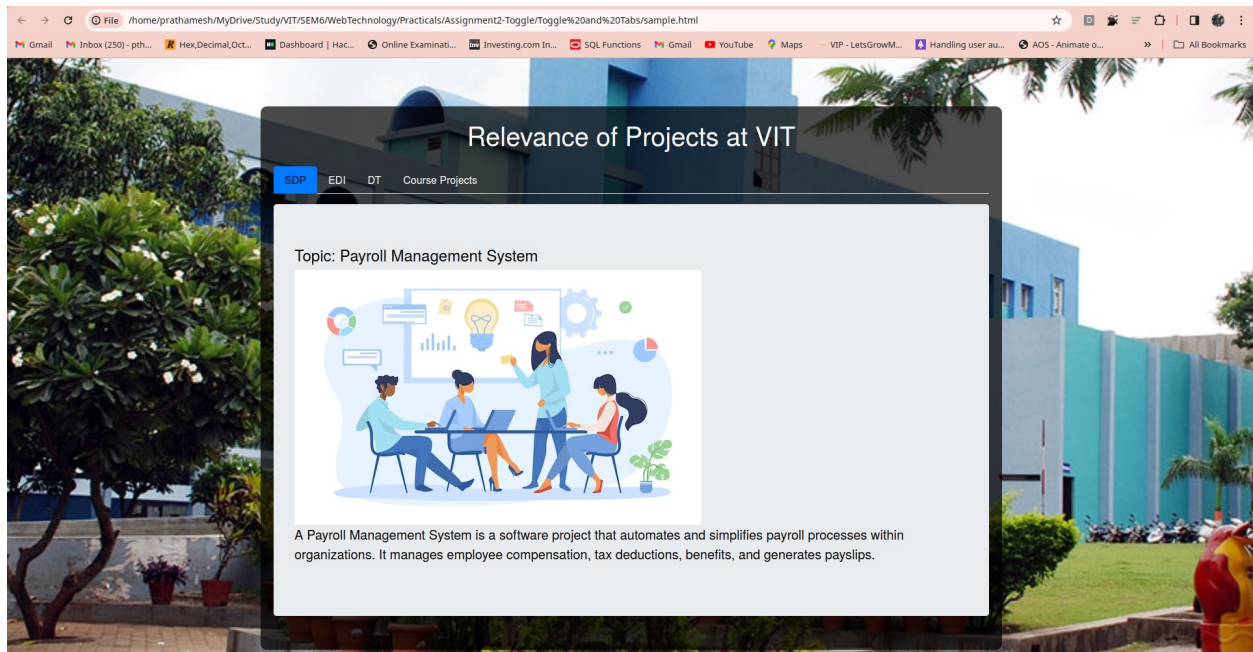 File /home/prathamesh/MyDrive/Study/VIT/SEM6/WebTechnology/Practicals/Assignment2-Toggle/Toggle%20and%20Tabs/sample.html
Gmail Inbox (250) - pth... Hex,Decimal,Oct... Dashboard | Hac... Online Examinati... Investing.com In... SQL Functions Gmail YouTube Maps VIP - LetsGrowM... Handling user au... AOS - Animate o... » All Bookmarks
Relevance of Projects at VIT
SDP EDI DT Course Projects
Topic: Payroll Management System
A Payroll Management System is a software project that automates and simplifies payroll processes within
organizations. It manages employee compensation, tax deductions, benefits, and generates payslips.